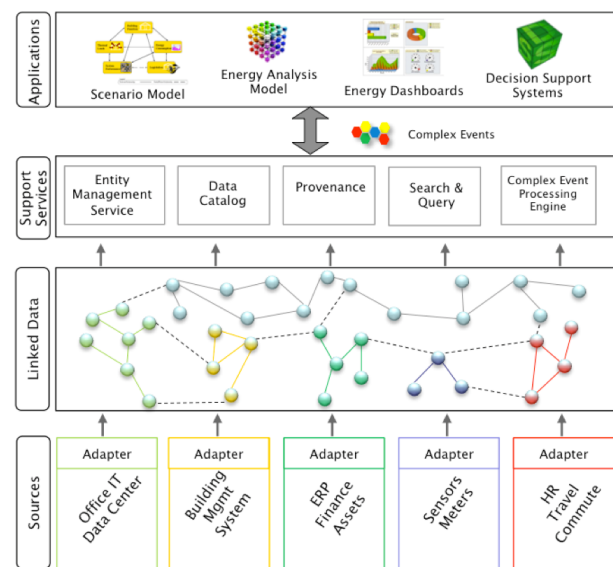 Applications
Scenario Model
Energy Analysis
Model
Energy Dashboards
Decision Support
Systems
Complex Events
Support
Services
Entity
Management
Service
Data
Catalog
Provenance
Search &
Query
Complex Event
Processing
Engine
Linked Data
Sources
Adapter
Office IT
Data Center
Adapter
Building
Mgmt
System
Adapter
ERP
Finance
Assets
Adapter
Sensors
Meters
Adapter
HR
Travel
Commute